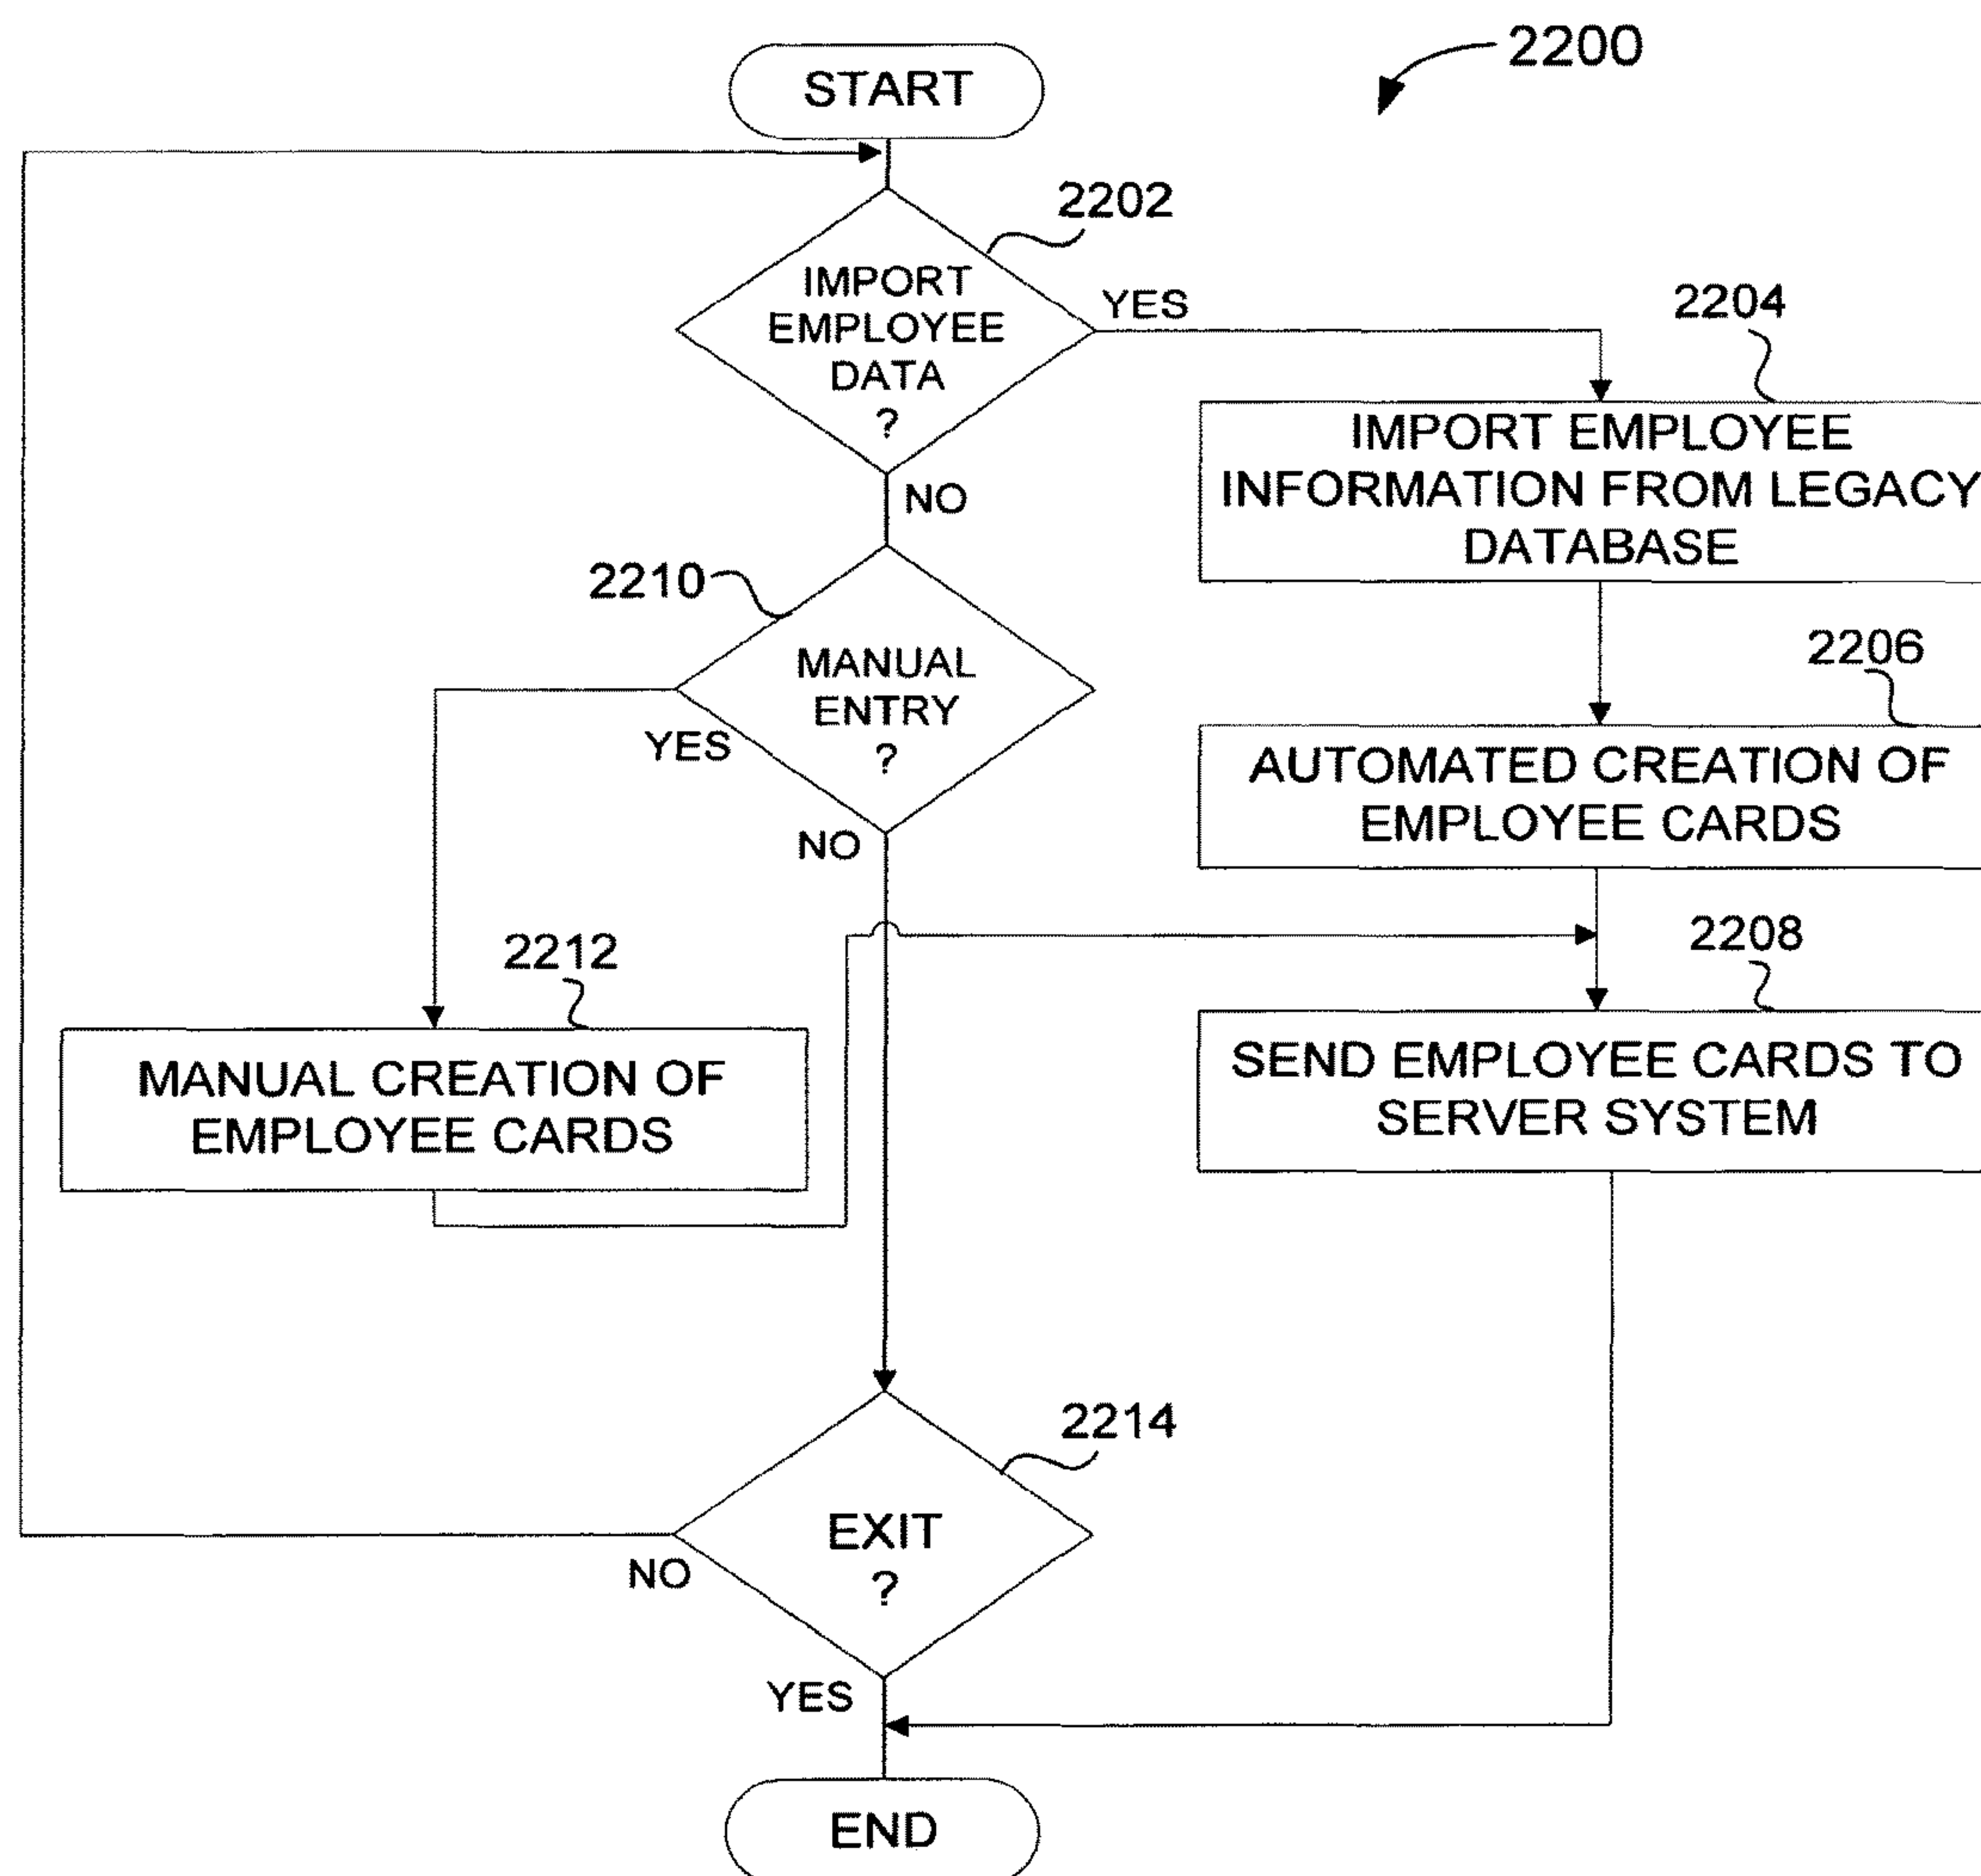 START
2200
2202
IMPORT
EMPLOYEE
DATA
?
YES
NO
2204
IMPORT EMPLOYEE
INFORMATION FROM LEGACY
DATABASE
2210
MANUAL
ENTRY
?
YES
NO
2206
AUTOMATED CREATION OF
EMPLOYEE CARDS
2212
MANUAL CREATION OF
EMPLOYEE CARDS
2208
SEND EMPLOYEE CARDS TO
SERVER SYSTEM
2214
EXIT
?
NO
YES
END